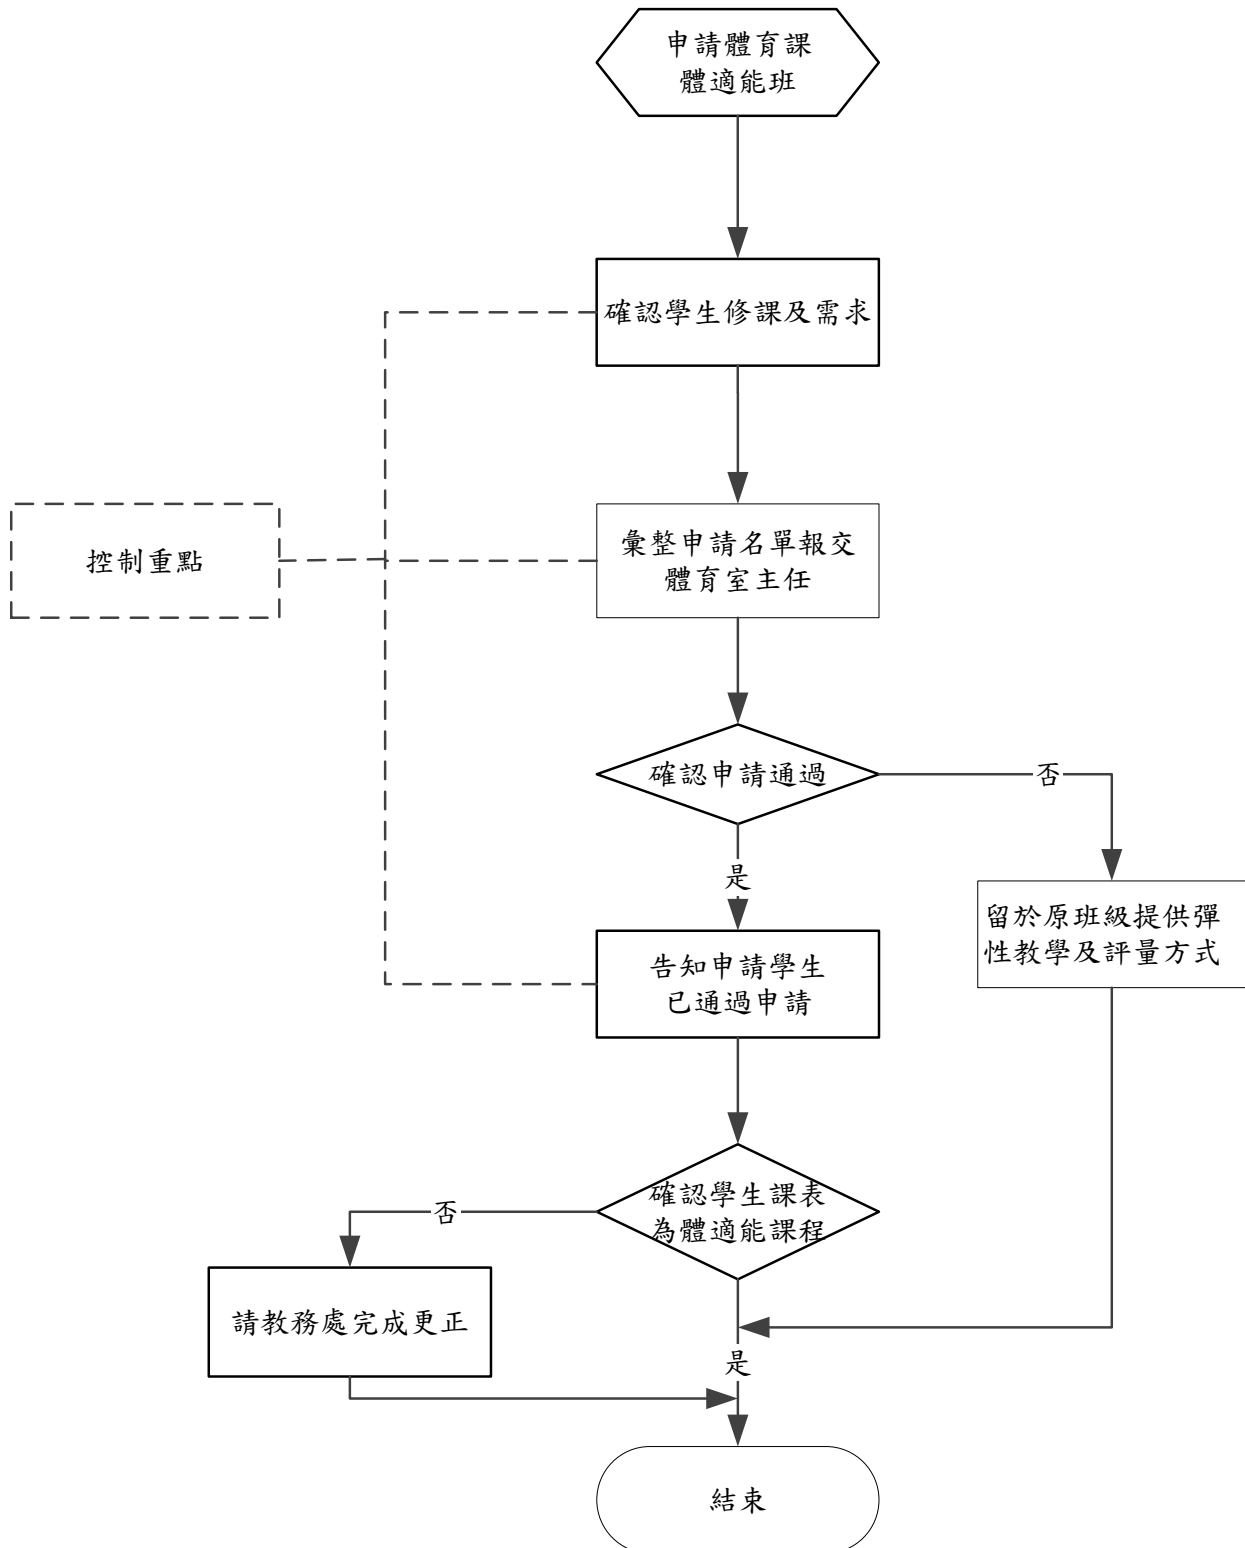 申請體育課
體適能班
確認學生修課及需求
控制重點
彙整申請名單報交
體育室主任
確認申請通過
否
是
留於原班級提供彈
性教學及評量方式
告知申請學生
已通過申請
確認學生課表
為體適能課程
否
請教務處完成更正
是
結束